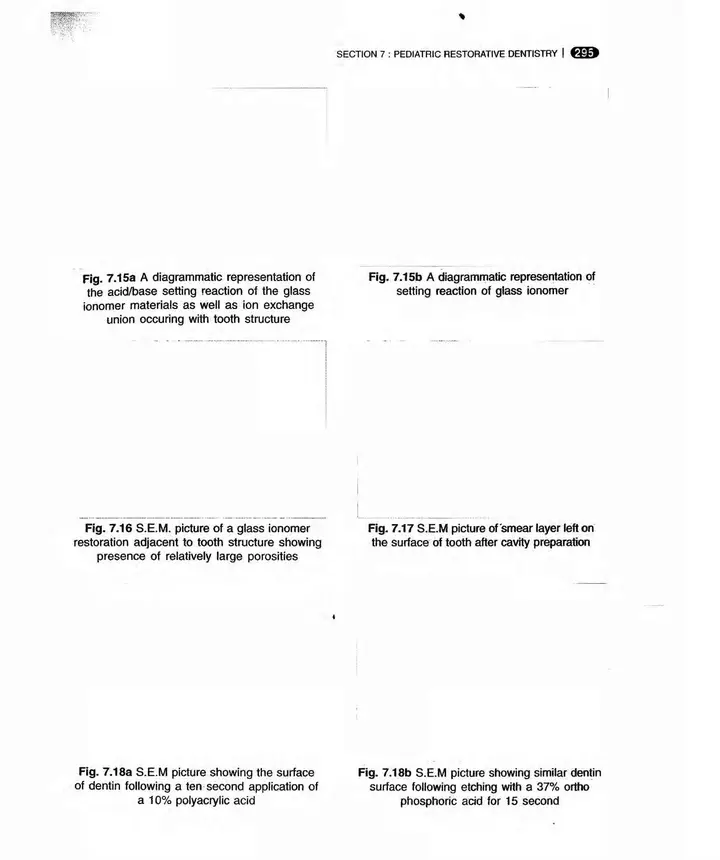 SECTION 7 : PEDIATRIC RESTORATIVE DENTISTRY | 295
Fig. 7.15a A diagrammatic representation of
the acid/base setting reaction of the glass
ionomer materials as well as ion exchange
union occuring with tooth structure
Fig. 7.15b A diagrammatic representation of
setting reaction of glass ionomer
Fig. 7.16 S.E.M. picture of a glass ionomer
restoration adjacent to tooth structure showing
presence of relatively large porosities
Fig. 7.17 S.E.M picture of smear layer left on
the surface of tooth after cavity preparation
Fig. 7.18a S.E.M picture showing the surface
of dentin following a ten second application of
a 10% polyacrylic acid
Fig. 7.18b S.E.M picture showing similar dentin
surface following etching with a 37% ortho
phosphoric acid for 15 second